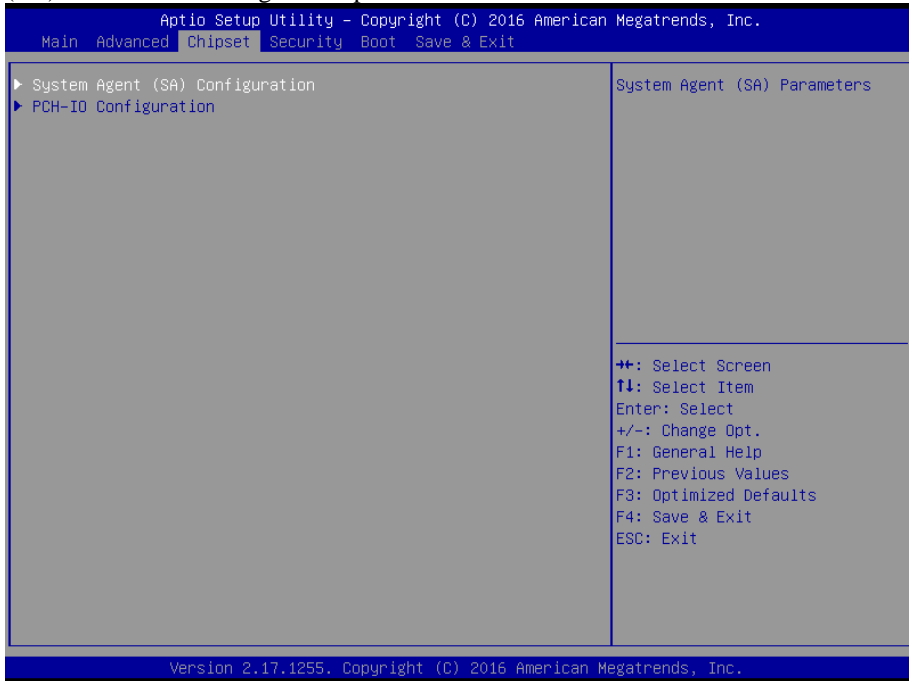 Aptio Setup Utility – Copyright (C) 2016 American Megatrends, Inc.
Main Advanced Chipset Security Boot Save & Exit
System Agent (SA) Configuration
PCH-IO Configuration
System Agent (SA) Parameters
→←: Select Screen
↑↓: Select Item
Enter: Select
+/-: Change Opt.
F1: General Help
F2: Previous Values
F3: Optimized Defaults
F4: Save & Exit
ESC: Exit
Version 2.17.1255. Copyright (C) 2016 American Megatrends, Inc.